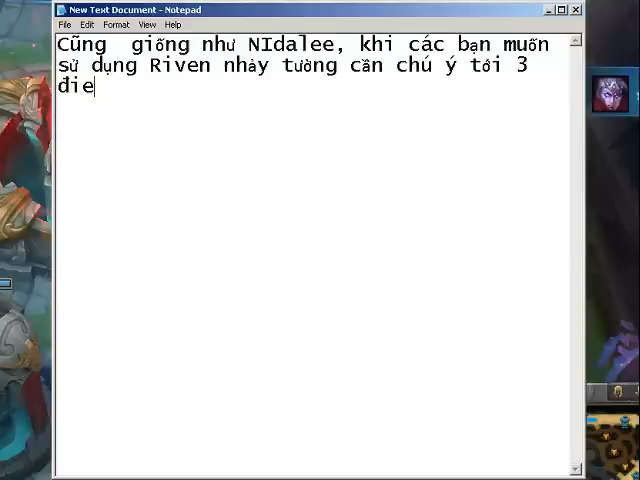 New Text Document - Notepad
File Edit Format View Help
Cũng  giống như NIdalee, khi các bạn muốn
sử dụng Riven nhảy tường cần chú ý tới 3
đie